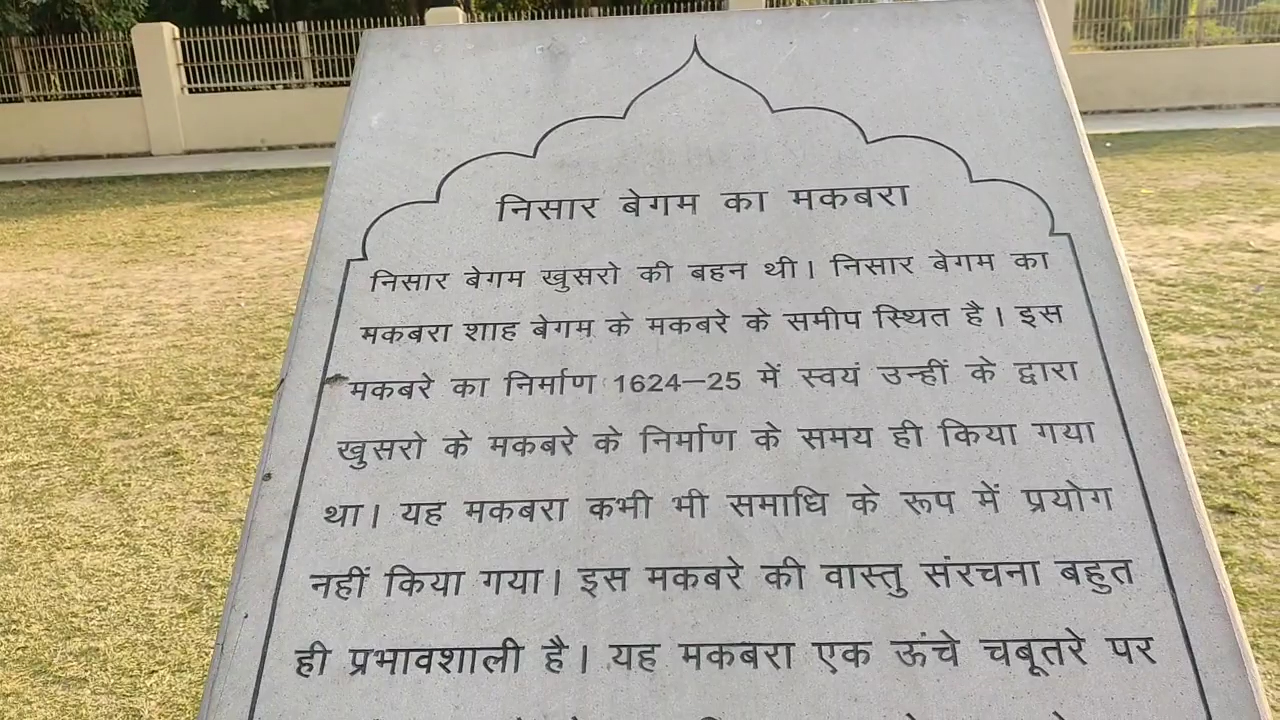 निसार बेगम का मकबरा
निसार बेगम खुसरो की बहन थी। निसार बेगम का
मकबरा शाह बेगम के मकबरे के समीप स्थित है। इस
मकबरे का निर्माण 1624–25 में स्वयं उन्हीं के द्वारा
खुसरो के मकबरे के निर्माण के समय ही किया गया
था। यह मकबरा कभी भी समाधि के रूप में प्रयोग
नहीं किया गया। इस मकबरे की वास्तु संरचना बहुत
ही प्रभावशाली है। यह मकबरा एक ऊंचे चबूतरे पर